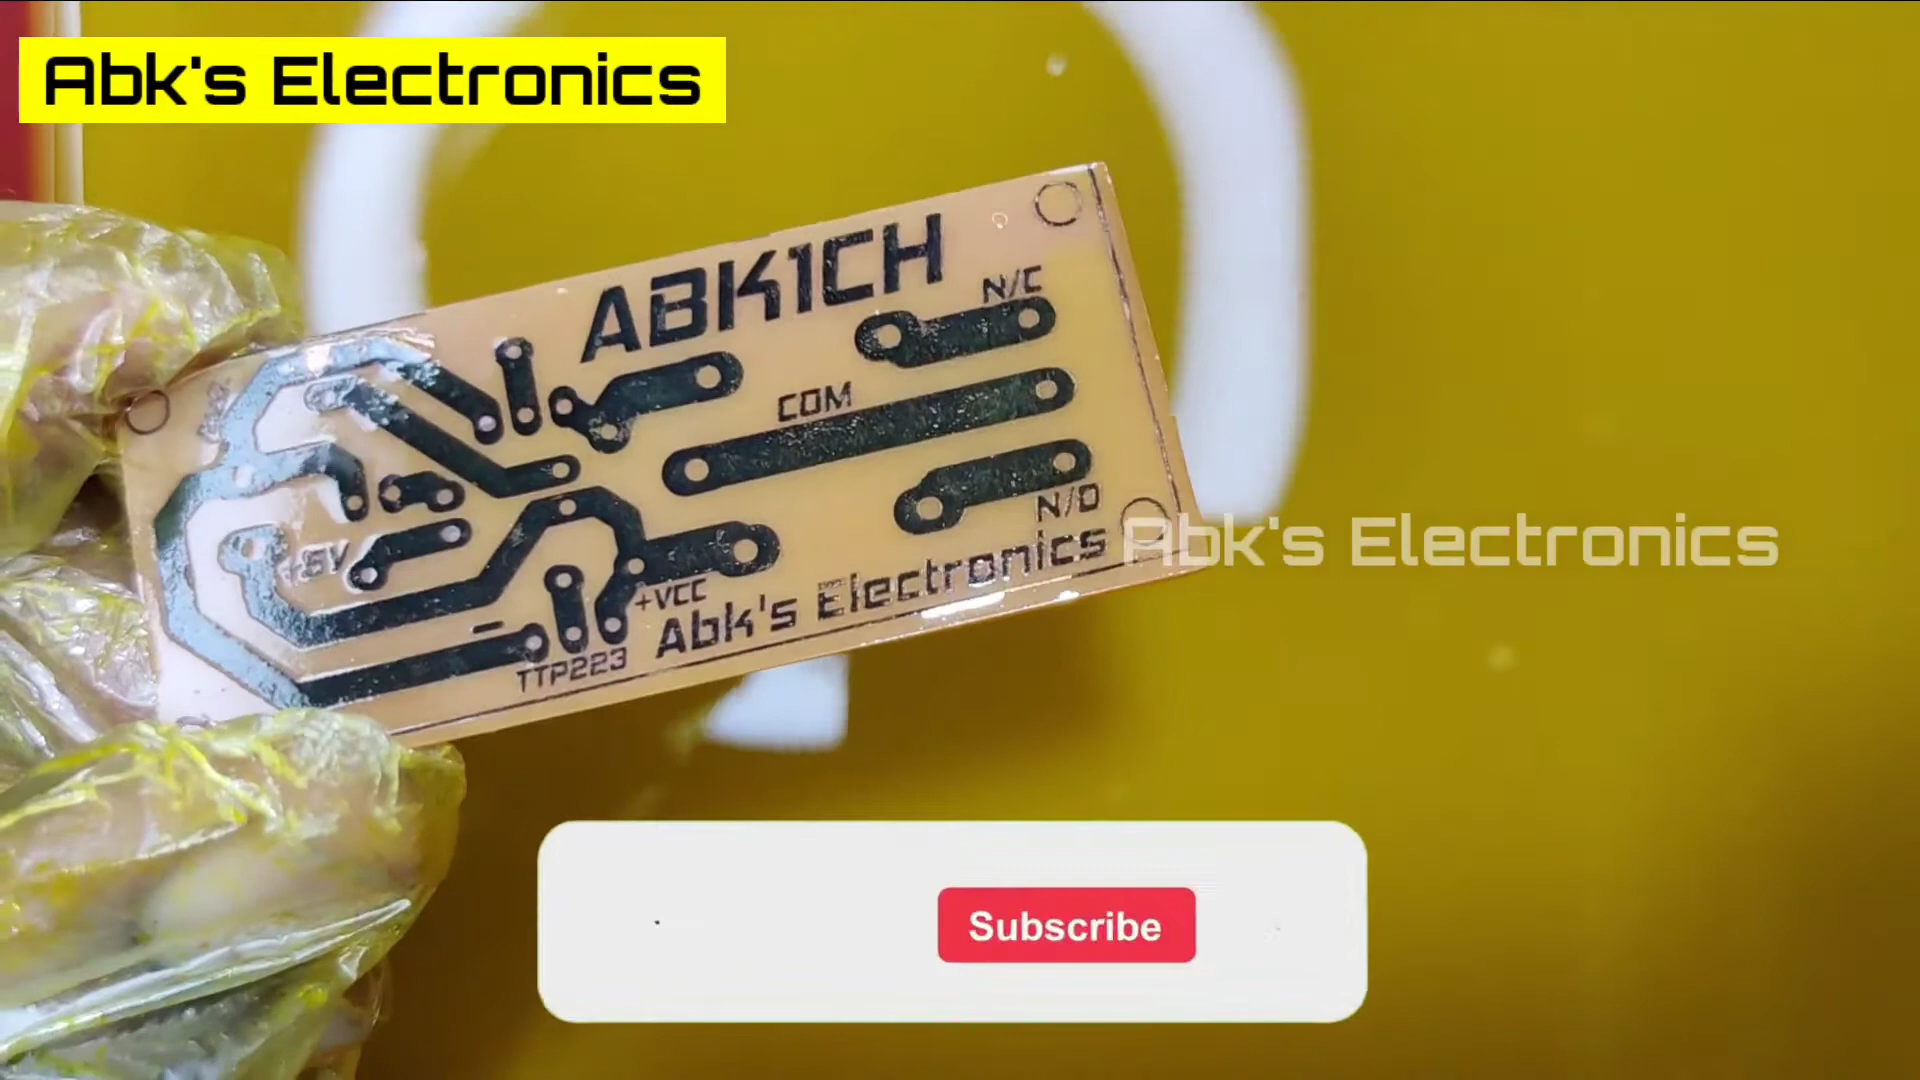 Abk's Electronics
ABK1CH
N/C
COM
N/O
+5V
+VCC
Abk's Electronics
TTP223
Abk's Electronics
Subscribe